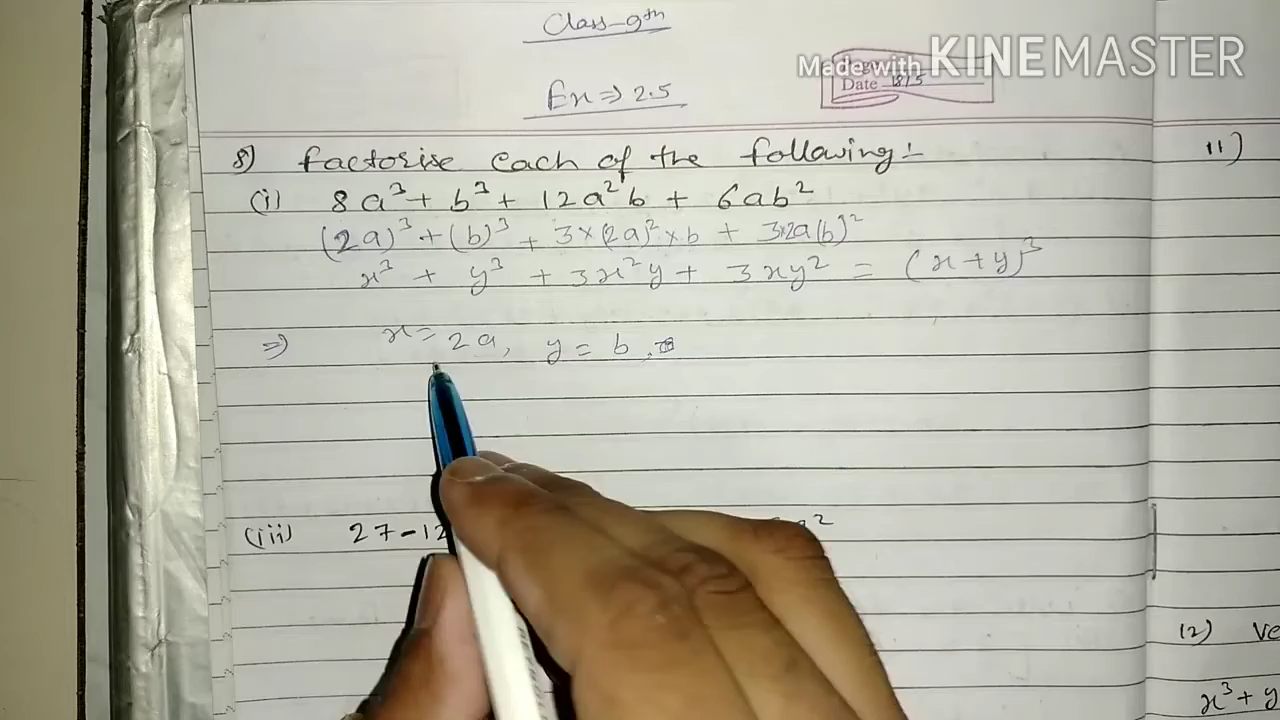 Class-9th
Made with KINEMASTER
Date 18/5
Ex ⇒ 2.5
8) factorise each of the following:-
(i) 8a³ + b³ + 12a²b + 6ab²
(2a)³ + (b)³ + 3×(2a)²×b + 3×2a(b)²
x³ + y³ + 3x²y + 3xy² = (x+y)³
⇒ x = 2a, y = b,
(iii) 27-12
11)
12) Ve
x³ + y